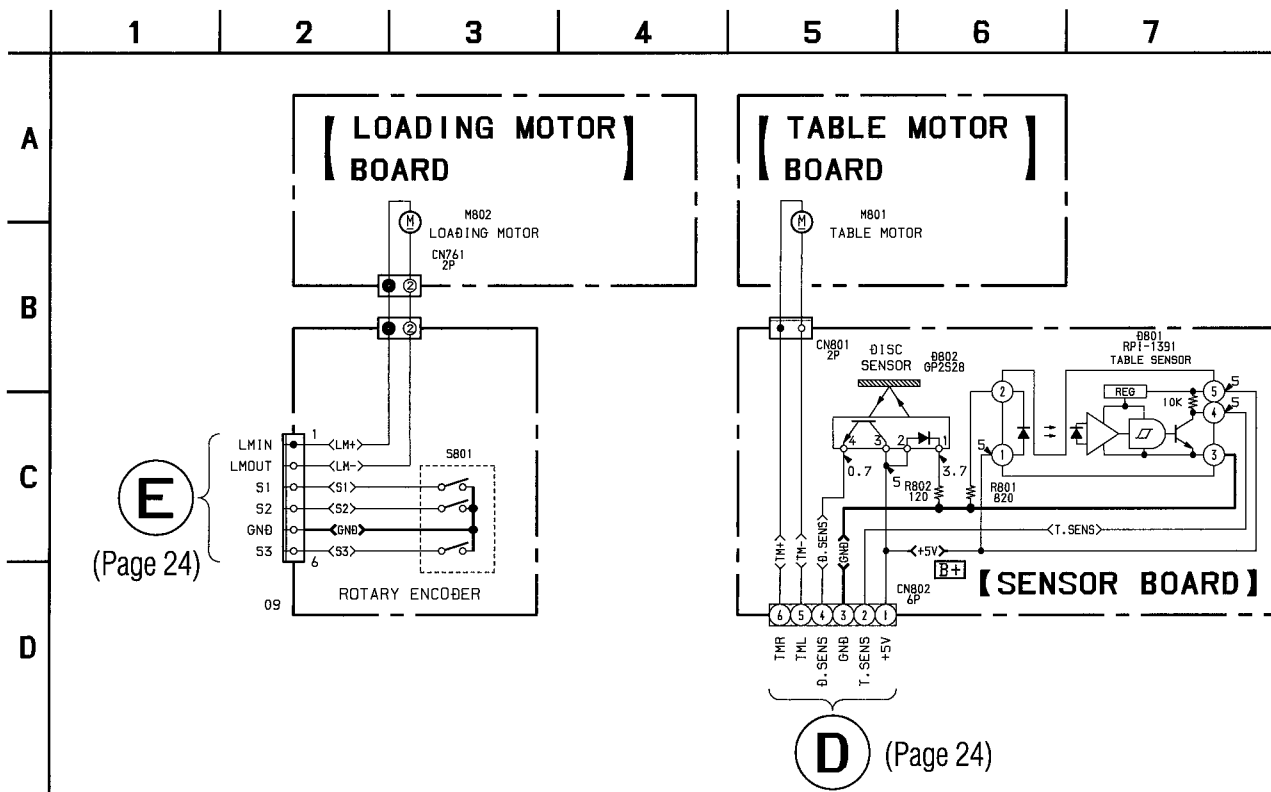 1 2 3 4 5 6 7
A
B
C
D
【 LOADING MOTOR BOARD 】
M
M802
LOADING MOTOR
CN761
2P
2
2
【 TABLE MOTOR BOARD 】
M
M801
TABLE MOTOR
CN801
2P
E
(Page 24)
1
LMIN <LM+>
LMOUT <LM->
S1 <S1>
S2 <S2>
GND <GND>
S3 <S3>
6
S801
ROTARY ENCODER
09
DISC
SENSOR
D802
GP2S28
4 3 2 1
0.7
5
3.7
R802
120
D801
RPI-1391
TABLE SENSOR
REG
10K
2
1
5
5
5
4
5
3
R801
820
<T.SENS>
<TM+>
<TM->
<D.SENS>
<GND>
<+5V>
B+
【SENSOR BOARD】
CN802
6P
6 5 4 3 2 1
TMR
TML
D.SENS
GND
T.SENS
+5V
D
(Page 24)